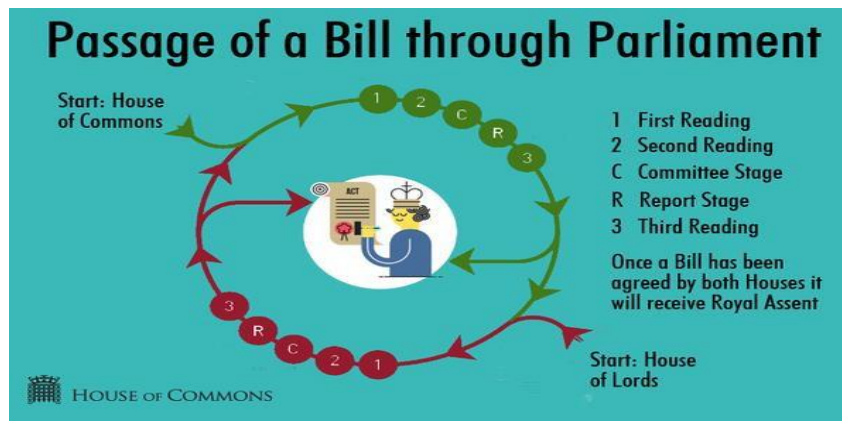 Passage of a Bill through Parliament
Start: House
of Commons
1 2 C R 3
ACT
3 R C 2 1
1 First Reading
2 Second Reading
C Committee Stage
R Report Stage
3 Third Reading
Once a Bill has been
agreed by both Houses it
will receive Royal Assent
Start: House
of Lords
HOUSE OF COMMONS